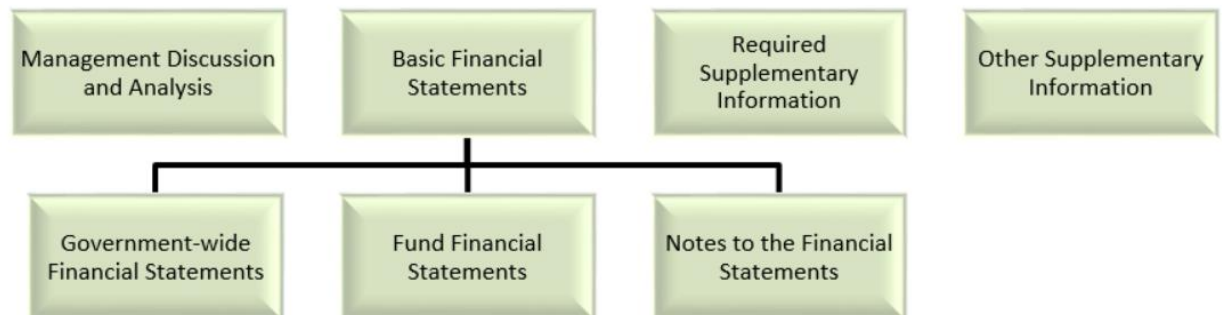 Management Discussion
and Analysis
Basic Financial
Statements
Required
Supplementary
Information
Other Supplementary
Information
Government-wide
Financial Statements
Fund Financial
Statements
Notes to the Financial
Statements